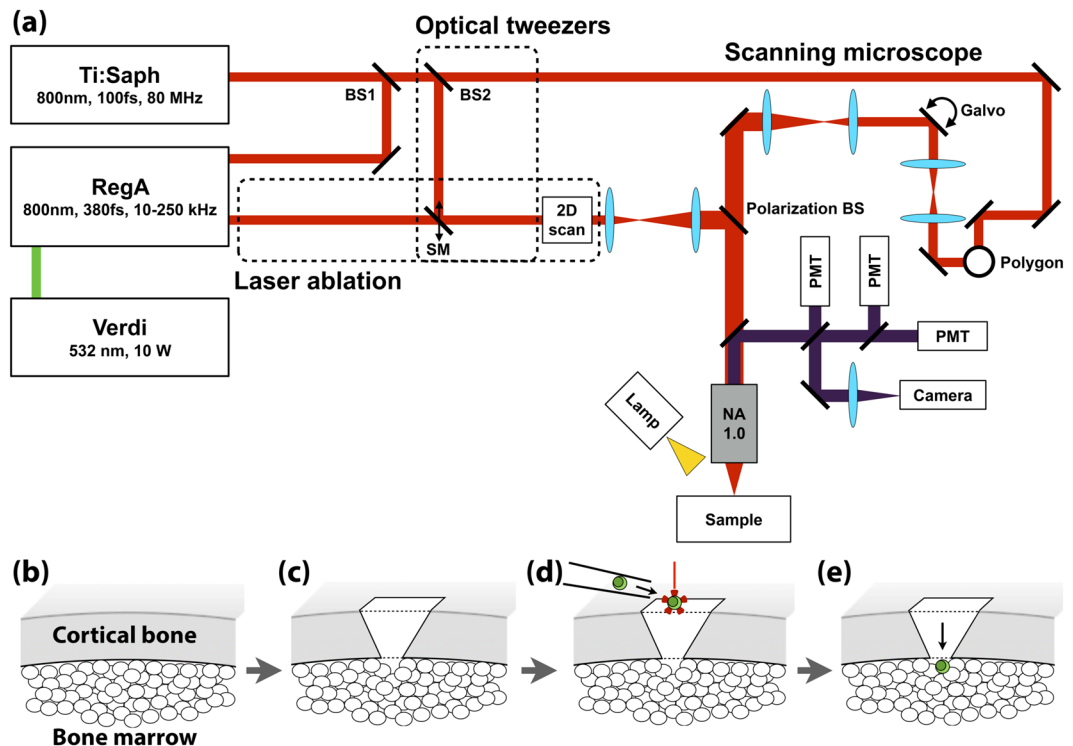 (a)
Optical tweezers
Scanning microscope
Ti:Saph
800nm, 100fs, 80 MHz
BS1
BS2
Galvo
RegA
800nm, 380fs, 10-250 kHz
2D
scan
SM
Polarization BS
Laser ablation
Polygon
PMT
PMT
Verdi
532 nm, 10 W
PMT
Camera
Lamp
NA
1.0
Sample
(b)
(c)
(d)
(e)
Cortical bone
Bone marrow